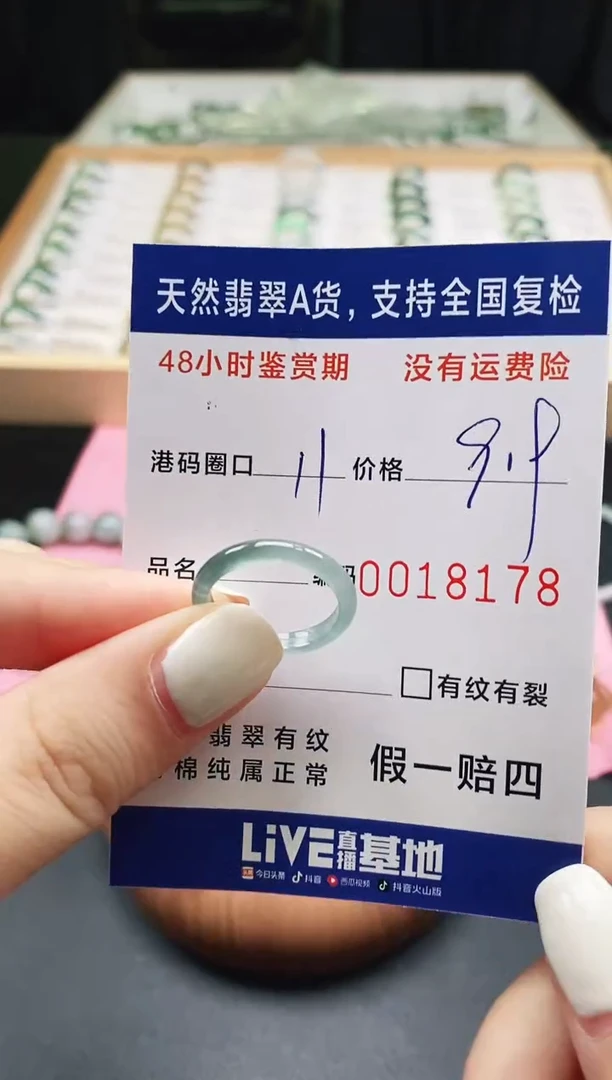 天然翡翠A货，支持全国复检
48小时鉴赏期 没有运费险
港码圈口 11 价格
品名 0018178
□有纹有裂
翡翠有纹
棉纯属正常
假一赔四
LiVE直播基地
今日头条 抖音 西瓜视频 抖音火山版